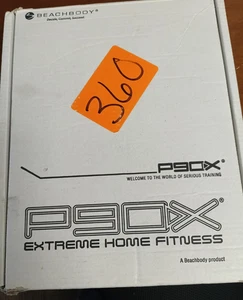 BEACHBODY®
360
P90X®
WELCOME TO THE WORLD OF SERIOUS TRAINING
P90X®
EXTREME HOME FITNESS
A Beachbody product